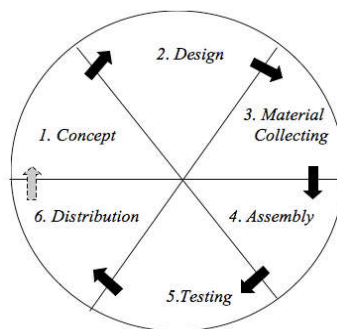 1. Concept
2. Design
3. Material
Collecting
4. Assembly
5.Testing
6. Distribution